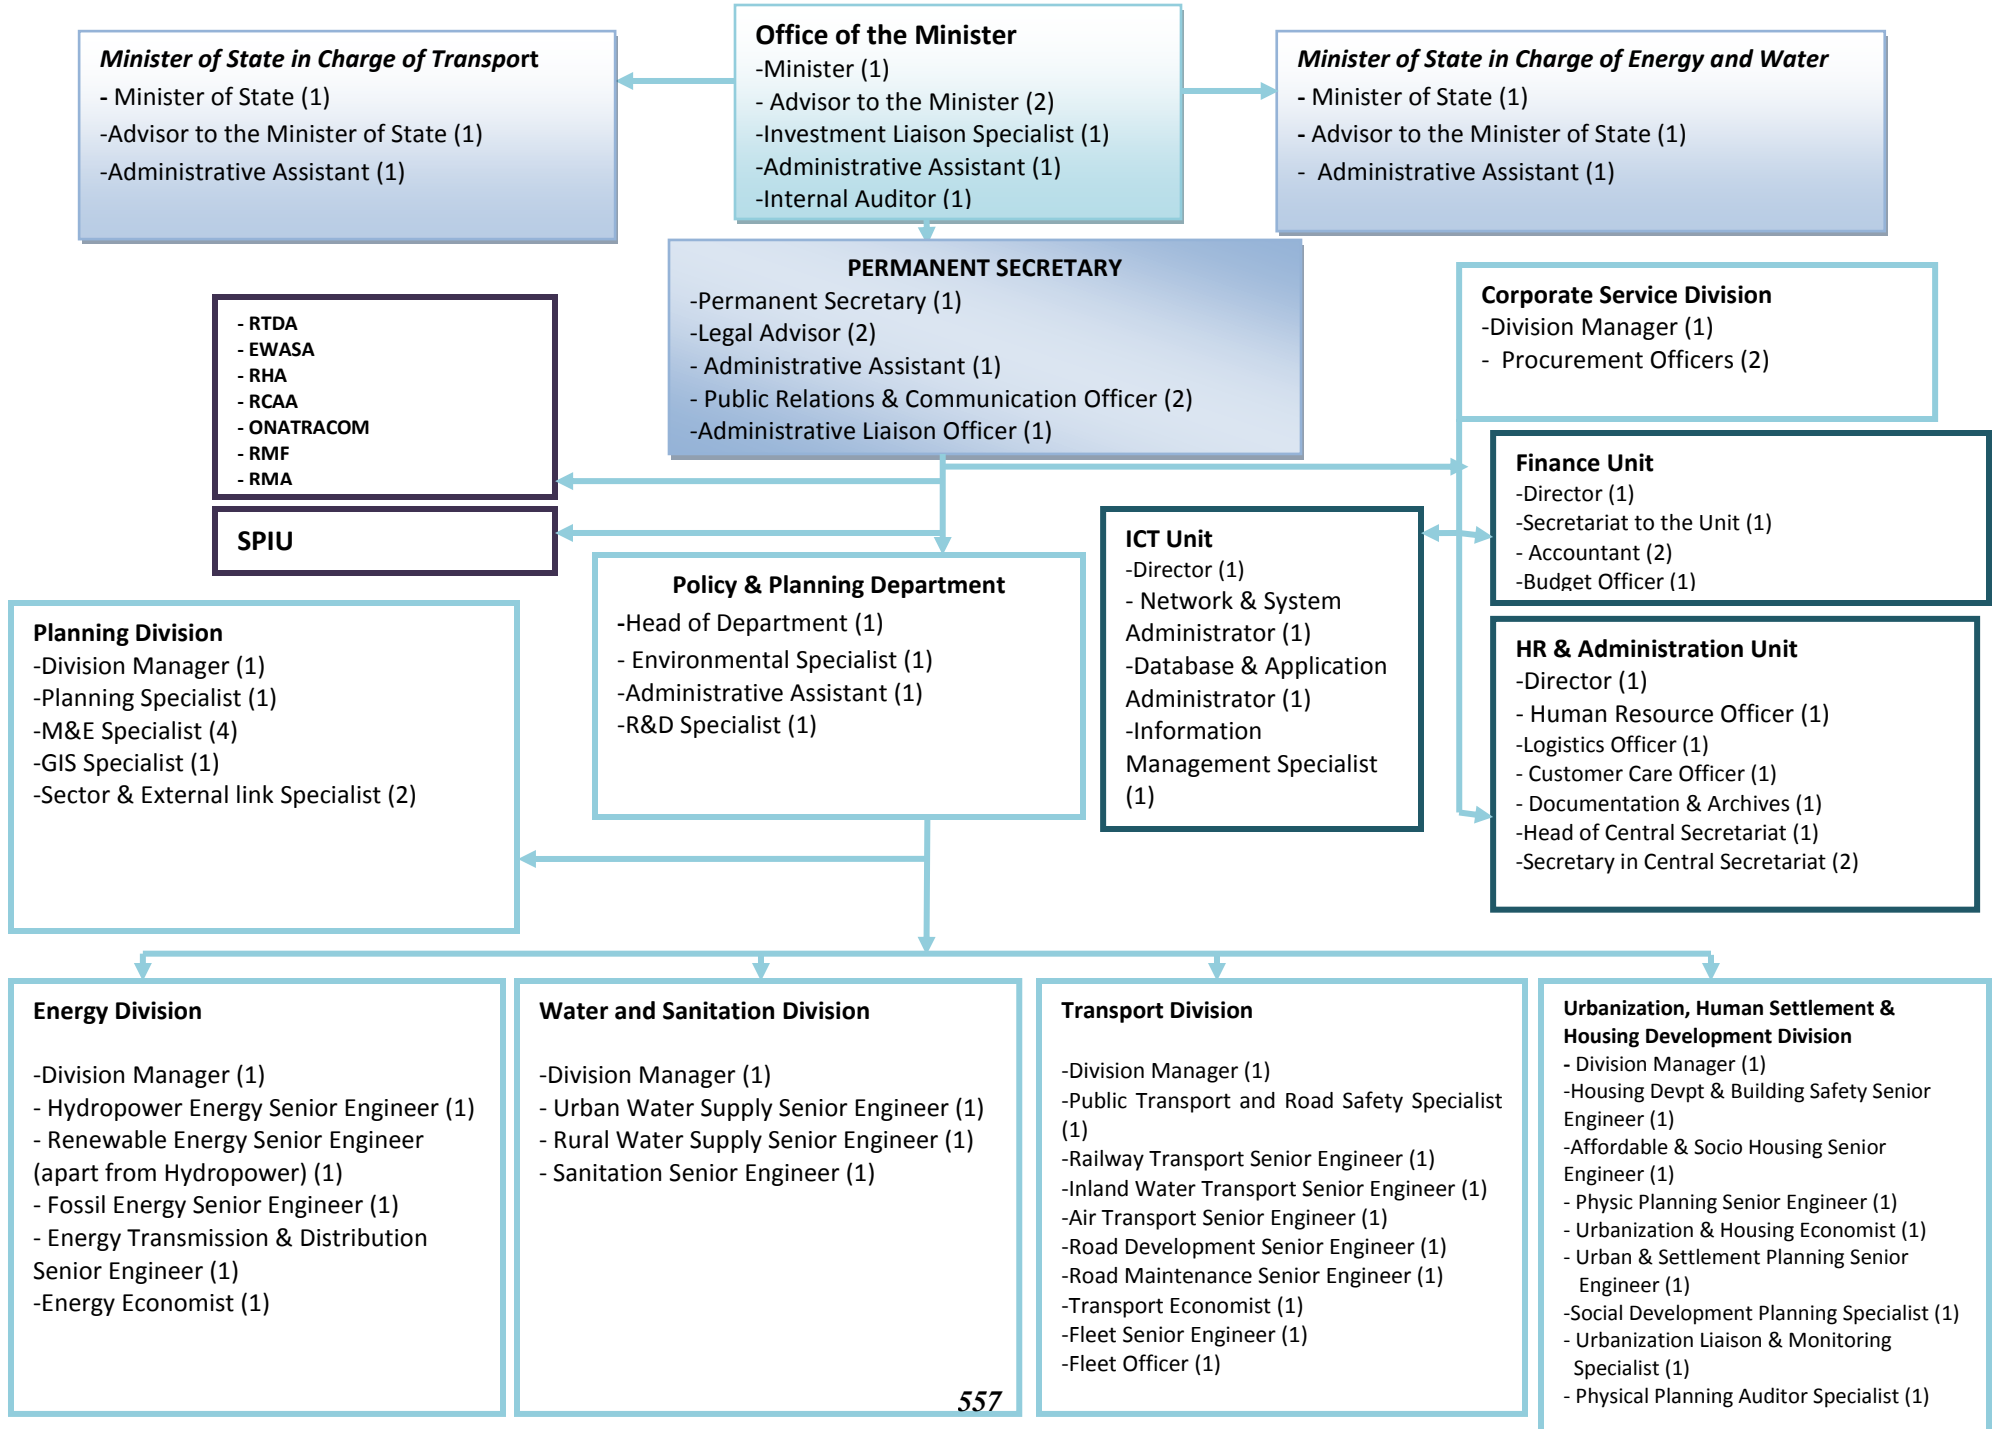 Minister of State in Charge of Transport
- Minister of State (1)
-Advisor to the Minister of State (1)
-Administrative Assistant (1)
Office of the Minister
-Minister (1)
- Advisor to the Minister (2)
-Investment Liaison Specialist (1)
-Administrative Assistant (1)
-Internal Auditor (1)
Minister of State in Charge of Energy and Water
- Minister of State (1)
- Advisor to the Minister of State (1)
- Administrative Assistant (1)
PERMANENT SECRETARY
-Permanent Secretary (1)
-Legal Advisor (2)
- Administrative Assistant (1)
- Public Relations & Communication Officer (2)
-Administrative Liaison Officer (1)
- RTDA
- EWASA
- RHA
- RCAA
- ONATRACOM
- RMF
- RMA
SPIU
Corporate Service Division
-Division Manager (1)
- Procurement Officers (2)
Finance Unit
-Director (1)
-Secretariat to the Unit (1)
- Accountant (2)
-Budget Officer (1)
ICT Unit
-Director (1)
- Network & System
Administrator (1)
-Database & Application
Administrator (1)
-Information
Management Specialist
(1)
HR & Administration Unit
-Director (1)
- Human Resource Officer (1)
-Logistics Officer (1)
- Customer Care Officer (1)
- Documentation & Archives (1)
-Head of Central Secretariat (1)
-Secretary in Central Secretariat (2)
Policy & Planning Department
-Head of Department (1)
- Environmental Specialist (1)
-Administrative Assistant (1)
-R&D Specialist (1)
Planning Division
-Division Manager (1)
-Planning Specialist (1)
-M&E Specialist (4)
-GIS Specialist (1)
-Sector & External link Specialist (2)
Energy Division
-Division Manager (1)
- Hydropower Energy Senior Engineer (1)
- Renewable Energy Senior Engineer
(apart from Hydropower) (1)
- Fossil Energy Senior Engineer (1)
- Energy Transmission & Distribution
Senior Engineer (1)
-Energy Economist (1)
Water and Sanitation Division
-Division Manager (1)
- Urban Water Supply Senior Engineer (1)
- Rural Water Supply Senior Engineer (1)
- Sanitation Senior Engineer (1)
557
Transport Division
-Division Manager (1)
-Public Transport and Road Safety Specialist
(1)
-Railway Transport Senior Engineer (1)
-Inland Water Transport Senior Engineer (1)
-Air Transport Senior Engineer (1)
-Road Development Senior Engineer (1)
-Road Maintenance Senior Engineer (1)
-Transport Economist (1)
-Fleet Senior Engineer (1)
-Fleet Officer (1)
Urbanization, Human Settlement &
Housing Development Division
- Division Manager (1)
-Housing Devpt & Building Safety Senior
Engineer (1)
-Affordable & Socio Housing Senior
Engineer (1)
- Physic Planning Senior Engineer (1)
- Urbanization & Housing Economist (1)
- Urban & Settlement Planning Senior
Engineer (1)
-Social Development Planning Specialist (1)
- Urbanization Liaison & Monitoring
Specialist (1)
- Physical Planning Auditor Specialist (1)